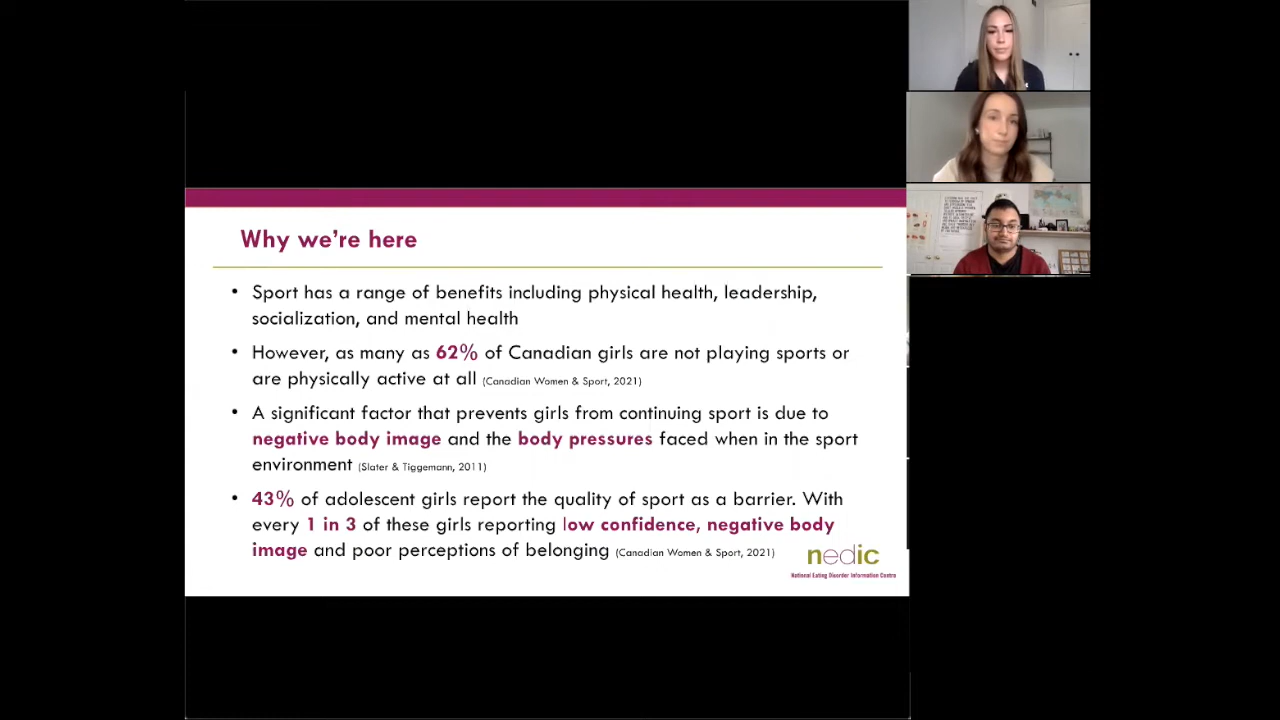 Why we're here
• Sport has a range of benefits including physical health, leadership,
socialization, and mental health
• However, as many as 62% of Canadian girls are not playing sports or
are physically active at all (Canadian Women & Sport, 2021)
• A significant factor that prevents girls from continuing sport is due to
negative body image and the body pressures faced when in the sport
environment (Slater & Tiggemann, 2011)
• 43% of adolescent girls report the quality of sport as a barrier. With
every 1 in 3 of these girls reporting low confidence, negative body
image and poor perceptions of belonging (Canadian Women & Sport, 2021)
nedic
National Eating Disorder Information Centre